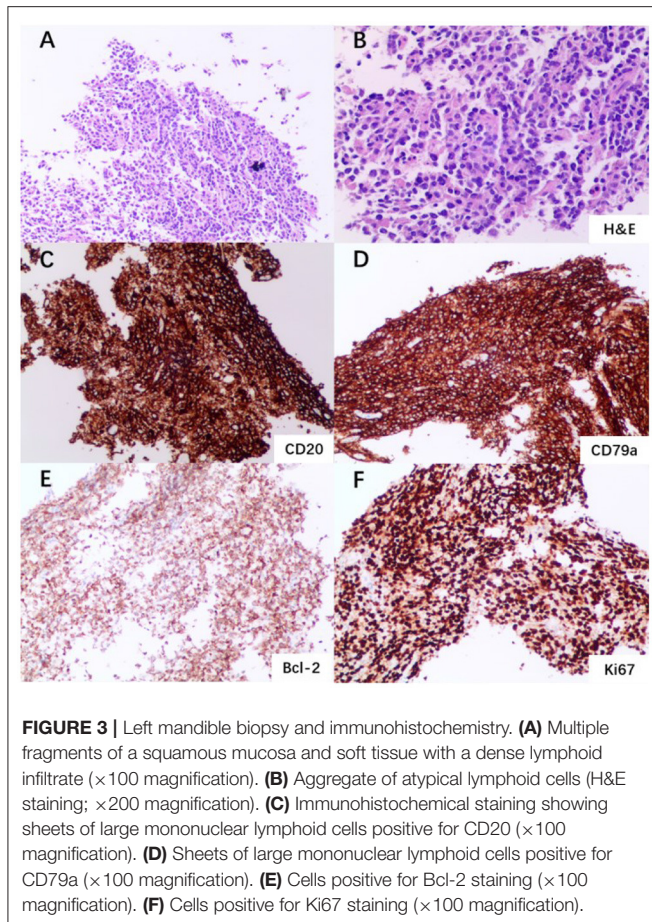 A
B
H&E
C
D
CD20
CD79a
E
F
Bcl-2
Ki67
FIGURE 3 | Left mandible biopsy and immunohistochemistry. (A) Multiple
fragments of a squamous mucosa and soft tissue with a dense lymphoid
infiltrate (×100 magnification). (B) Aggregate of atypical lymphoid cells (H&E
staining; ×200 magnification). (C) Immunohistochemical staining showing
sheets of large mononuclear lymphoid cells positive for CD20 (×100
magnification). (D) Sheets of large mononuclear lymphoid cells positive for
CD79a (×100 magnification). (E) Cells positive for Bcl-2 staining (×100
magnification). (F) Cells positive for Ki67 staining (×100 magnification).